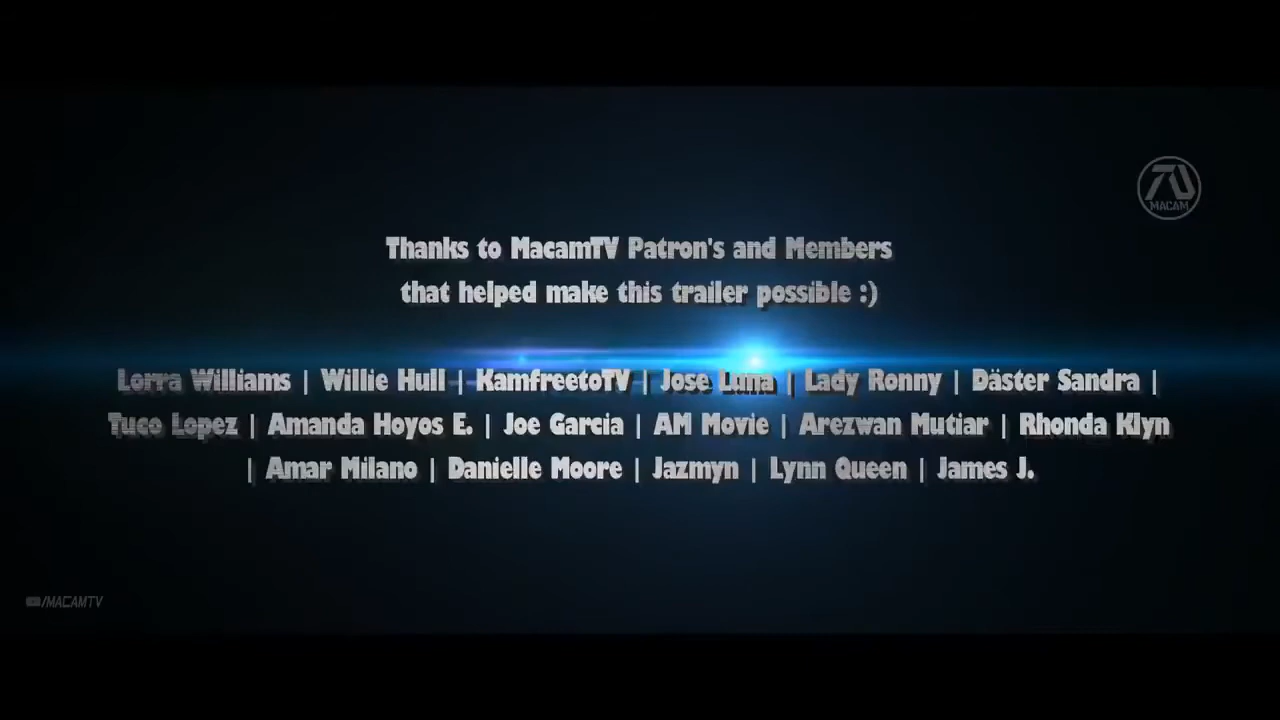 MACAM
Thanks to MacamTV Patron's and Members
that helped make this trailer possible :)
Lorra Williams | Willie Hull | KamfreetoTV | Jose Luna | Lady Ronny | Däster Sandra |
Tuco Lopez | Amanda Hoyos E. | Joe Garcia | AM Movie | Arezwan Mutiar | Rhonda Klyn
| Amar Milano | Danielle Moore | Jazmyn | Lynn Queen | James J.
/MACAMTV